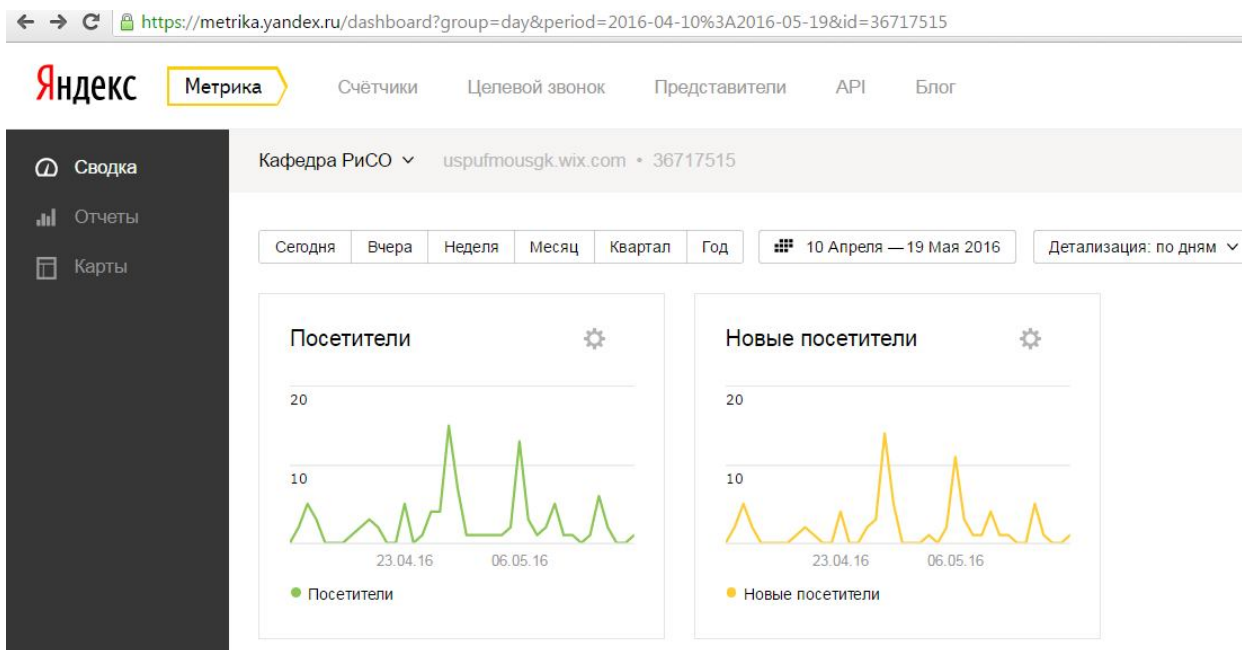 https://metrika.yandex.ru/dashboard?group=day&period=2016-04-10%3A2016-05-19&id=36717515
Яндекс Метрика Счётчики Целевой звонок Представители API Блог
Сводка
Отчеты
Карты
Кафедра РиСО uspufmousgk.wix.com • 36717515
Сегодня Вчера Неделя Месяц Квартал Год 10 Апреля — 19 Мая 2016 Детализация: по дням
Посетители
20
10
23.04.16 06.05.16
Посетители
Новые посетители
20
10
23.04.16 06.05.16
Новые посетители